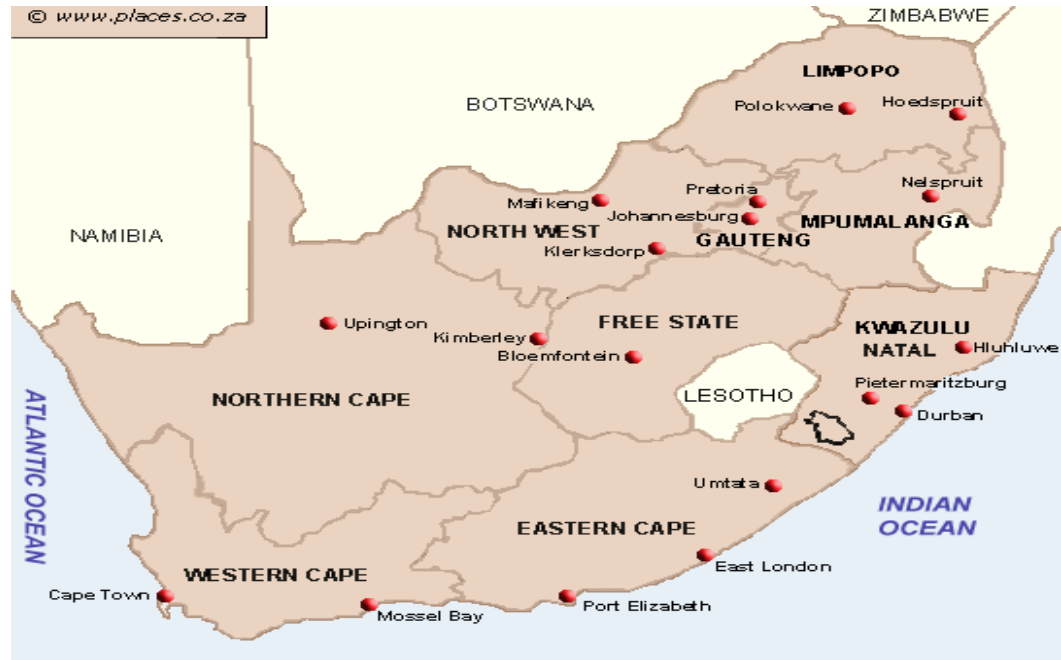 © www.places.co.za
ZIMBABWE
LIMPOPO
BOTSWANA
Polokwane
Hoedspruit
Nelspruit
Pretoria
Mafikeng
Johannesburg
MPUMALANGA
NAMIBIA
NORTH WEST
GAUTENG
Klerksdorp
Upington
FREE STATE
KWAZULU
NATAL
Kimberley
Hluhluwe
Bloemfontein
Pietermaritzburg
LESOTHO
NORTHERN CAPE
Durban
ATLANTIC OCEAN
Umtata
INDIAN
OCEAN
EASTERN CAPE
East London
WESTERN CAPE
Cape Town
Port Elizabeth
Mossel Bay